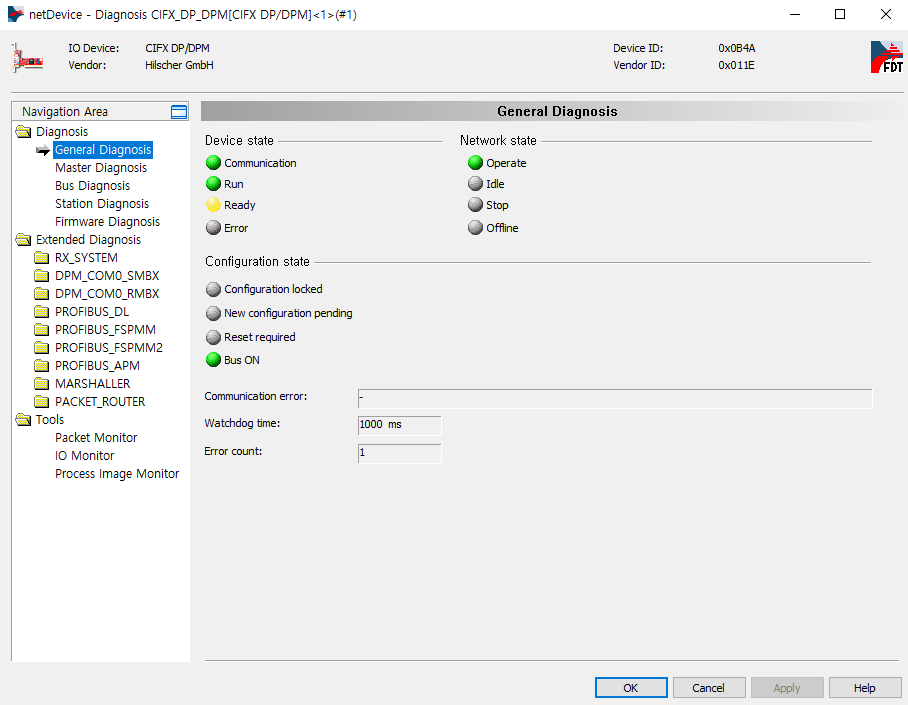 netDevice - Diagnosis CIFX_DP_DPM[CIFX DP/DPM]<1>(#1)
IO Device: CIFX DP/DPM Device ID: 0x0B4A
Vendor: Hilscher GmbH Vendor ID: 0x011E
FDT
Navigation Area
Diagnosis
General Diagnosis
Master Diagnosis
Bus Diagnosis
Station Diagnosis
Firmware Diagnosis
Extended Diagnosis
RX_SYSTEM
DPM_COM0_SMBX
DPM_COM0_RMBX
PROFIBUS_DL
PROFIBUS_FSPMM
PROFIBUS_FSPMM2
PROFIBUS_APM
MARSHALLER
PACKET_ROUTER
Tools
Packet Monitor
IO Monitor
Process Image Monitor
General Diagnosis
Device state Network state
Communication Operate
Run Idle
Ready Stop
Error Offline
Configuration state
Configuration locked
New configuration pending
Reset required
Bus ON
Communication error: -
Watchdog time: 1000 ms
Error count: 1
OK Cancel Apply Help